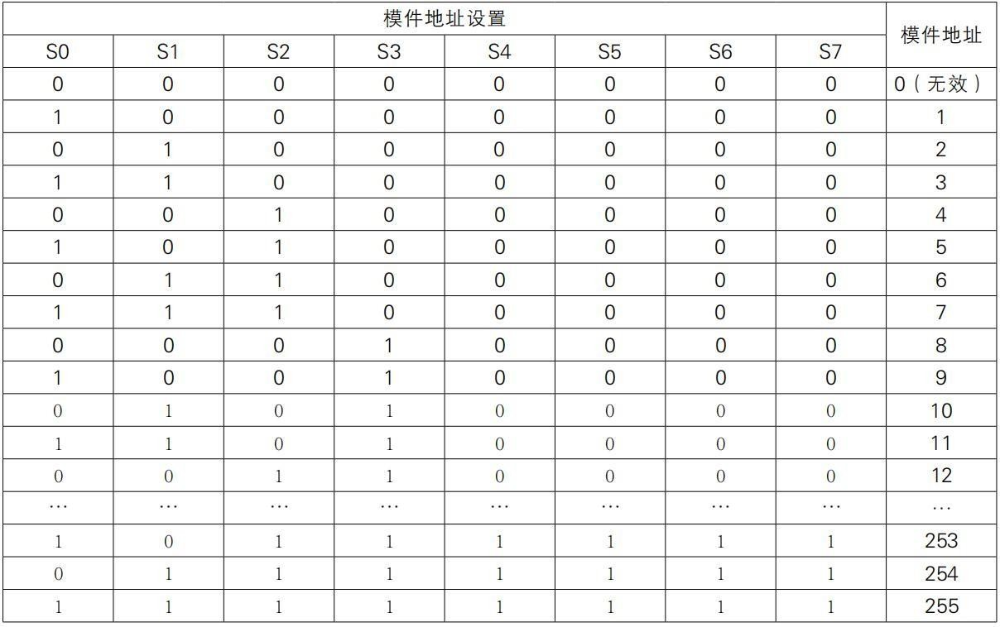 模件地址设置 模件地址
S0 S1 S2 S3 S4 S5 S6 S7
0 0 0 0 0 0 0 0 0（无效）
1 0 0 0 0 0 0 0 1
0 1 0 0 0 0 0 0 2
1 1 0 0 0 0 0 0 3
0 0 1 0 0 0 0 0 4
1 0 1 0 0 0 0 0 5
0 1 1 0 0 0 0 0 6
1 1 1 0 0 0 0 0 7
0 0 0 1 0 0 0 0 8
1 0 0 1 0 0 0 0 9
0 1 0 1 0 0 0 0 10
1 1 0 1 0 0 0 0 11
0 0 1 1 0 0 0 0 12
… … … … … … … … …
1 0 1 1 1 1 1 1 253
0 1 1 1 1 1 1 1 254
1 1 1 1 1 1 1 1 255